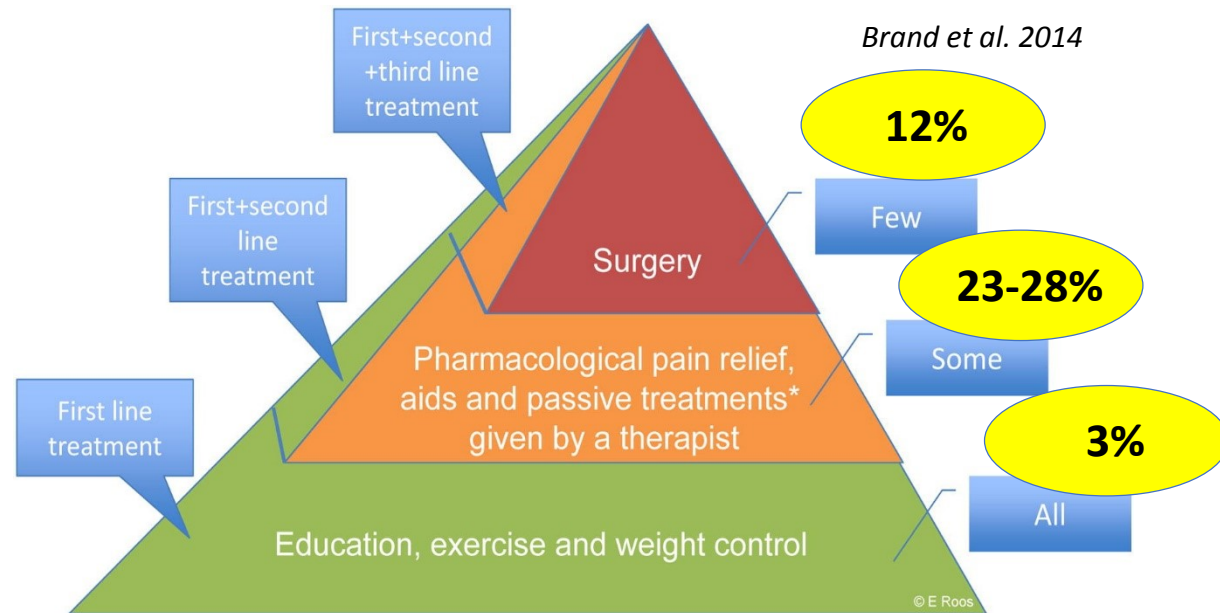 Brand et al. 2014
First+second
+third line
treatment
12%
Few
First+second
line
treatment
Surgery
23-28%
Some
Pharmacological pain relief,
aids and passive treatments*
given by a therapist
First line
treatment
3%
All
Education, exercise and weight control
© E Roos